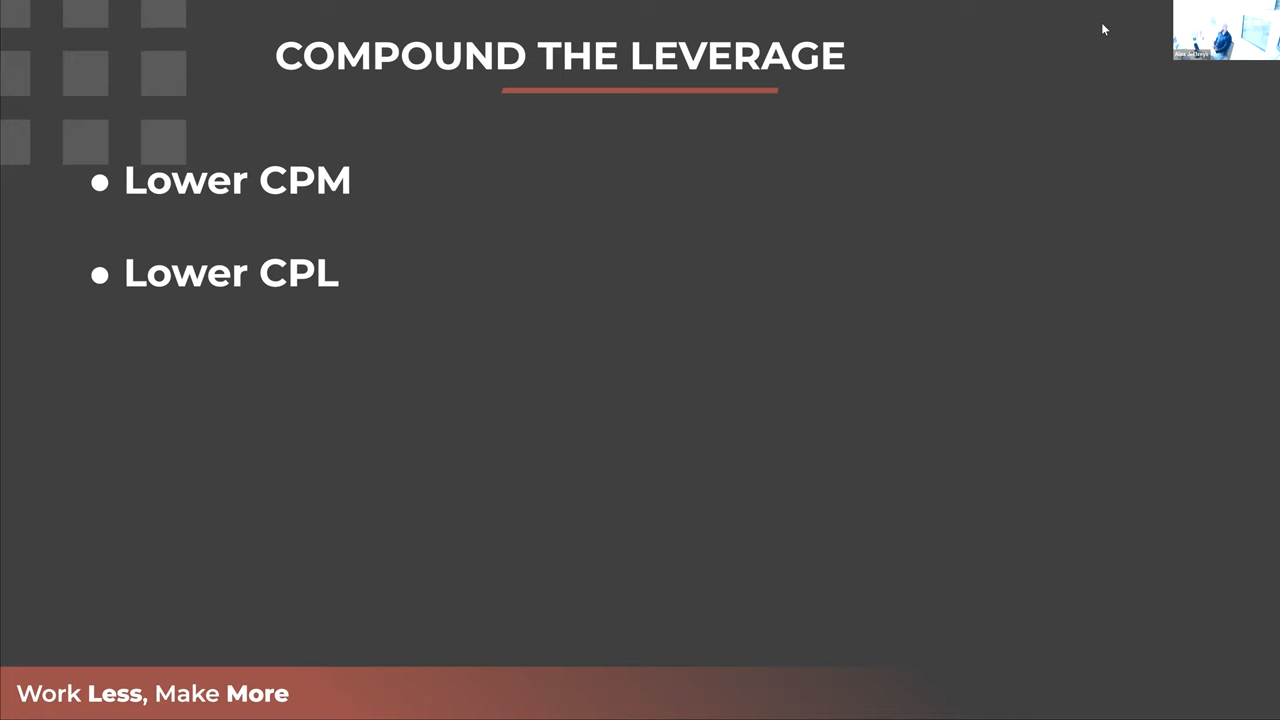 COMPOUND THE LEVERAGE
● Lower CPM
● Lower CPL
Work Less, Make More